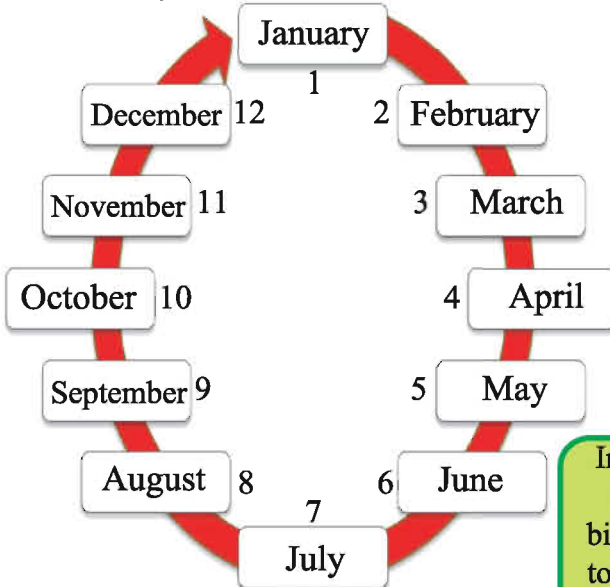 January
1
February
2
March
3
April
4
May
5
June
6
July
7
August
8
September
9
October
10
November
11
December
12
to